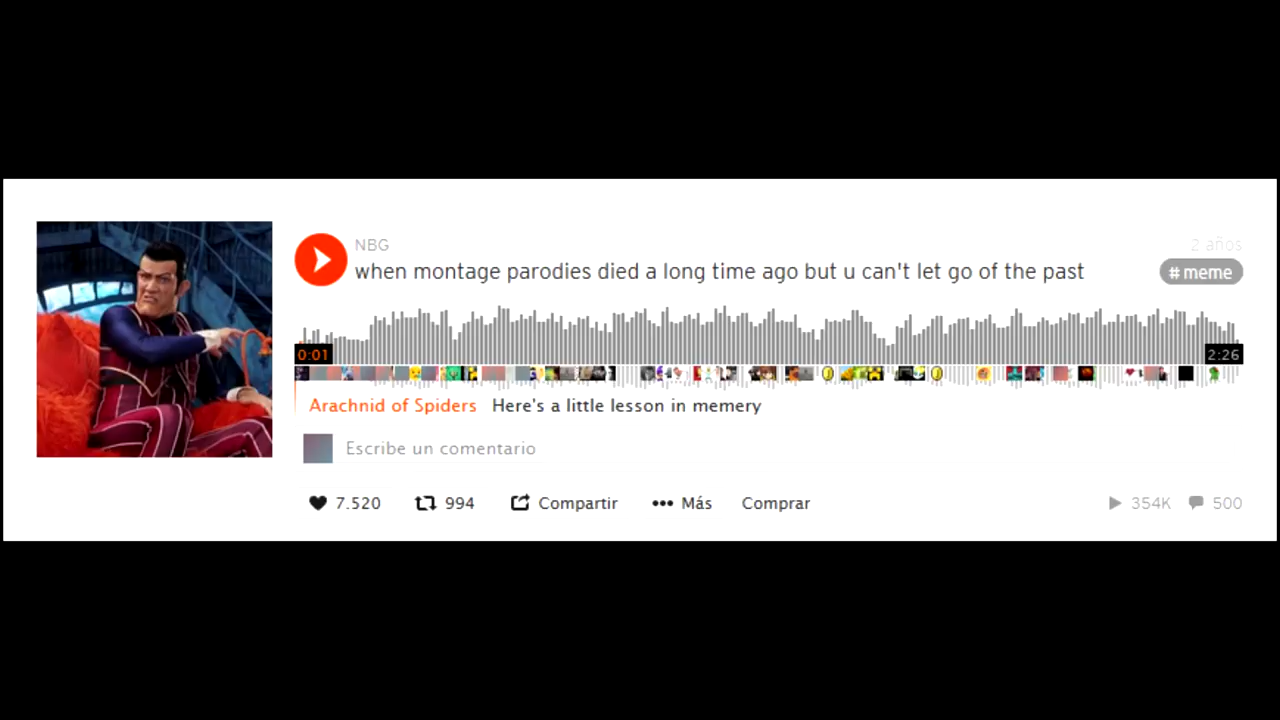 NBG
2 años
when montage parodies died a long time ago but u can't let go of the past
# meme
0:01
2:26
Arachnid of Spiders Here's a little lesson in memery
Escribe un comentario
7.520 994 Compartir Más Comprar 354K 500